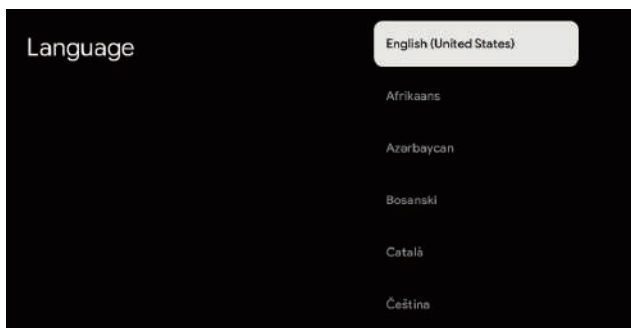 Language
English (United States)
Afrikaans
Azərbaycan
Bosanski
Català
Čeština